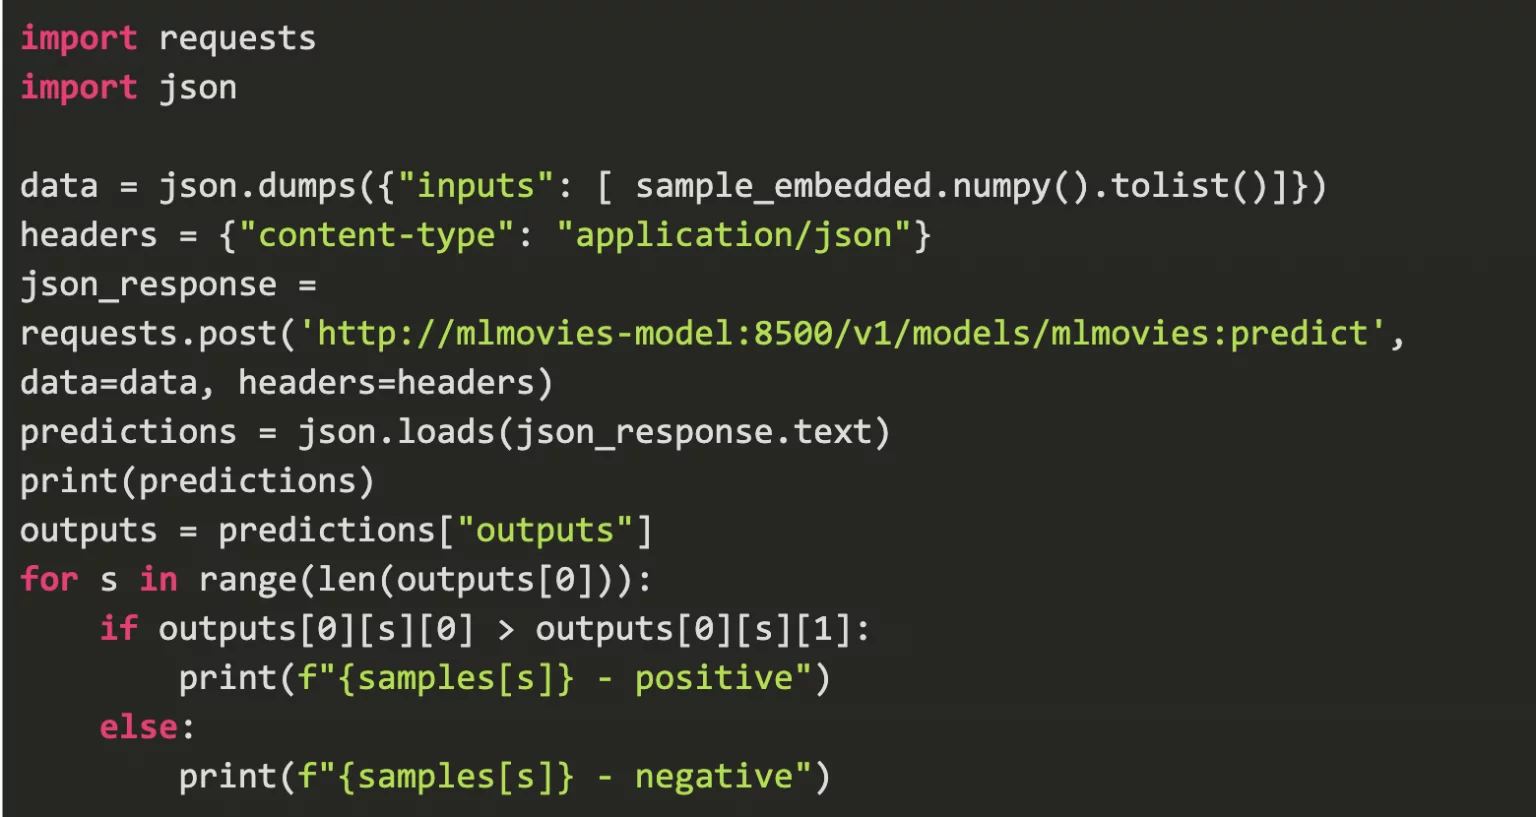 import requests
import json
data = json.dumps({"inputs": [ sample_embedded.numpy().tolist()]})
headers = {"content-type": "application/json"}
json_response =
requests.post('http://mlmovies-model:8500/v1/models/mlmovies:predict',
data=data, headers=headers)
predictions = json.loads(json_response.text)
print(predictions)
outputs = predictions["outputs"]
for s in range(len(outputs[0])):
    if outputs[0][s][0] > outputs[0][s][1]:
        print(f"{samples[s]} - positive")
    else:
        print(f"{samples[s]} - negative")